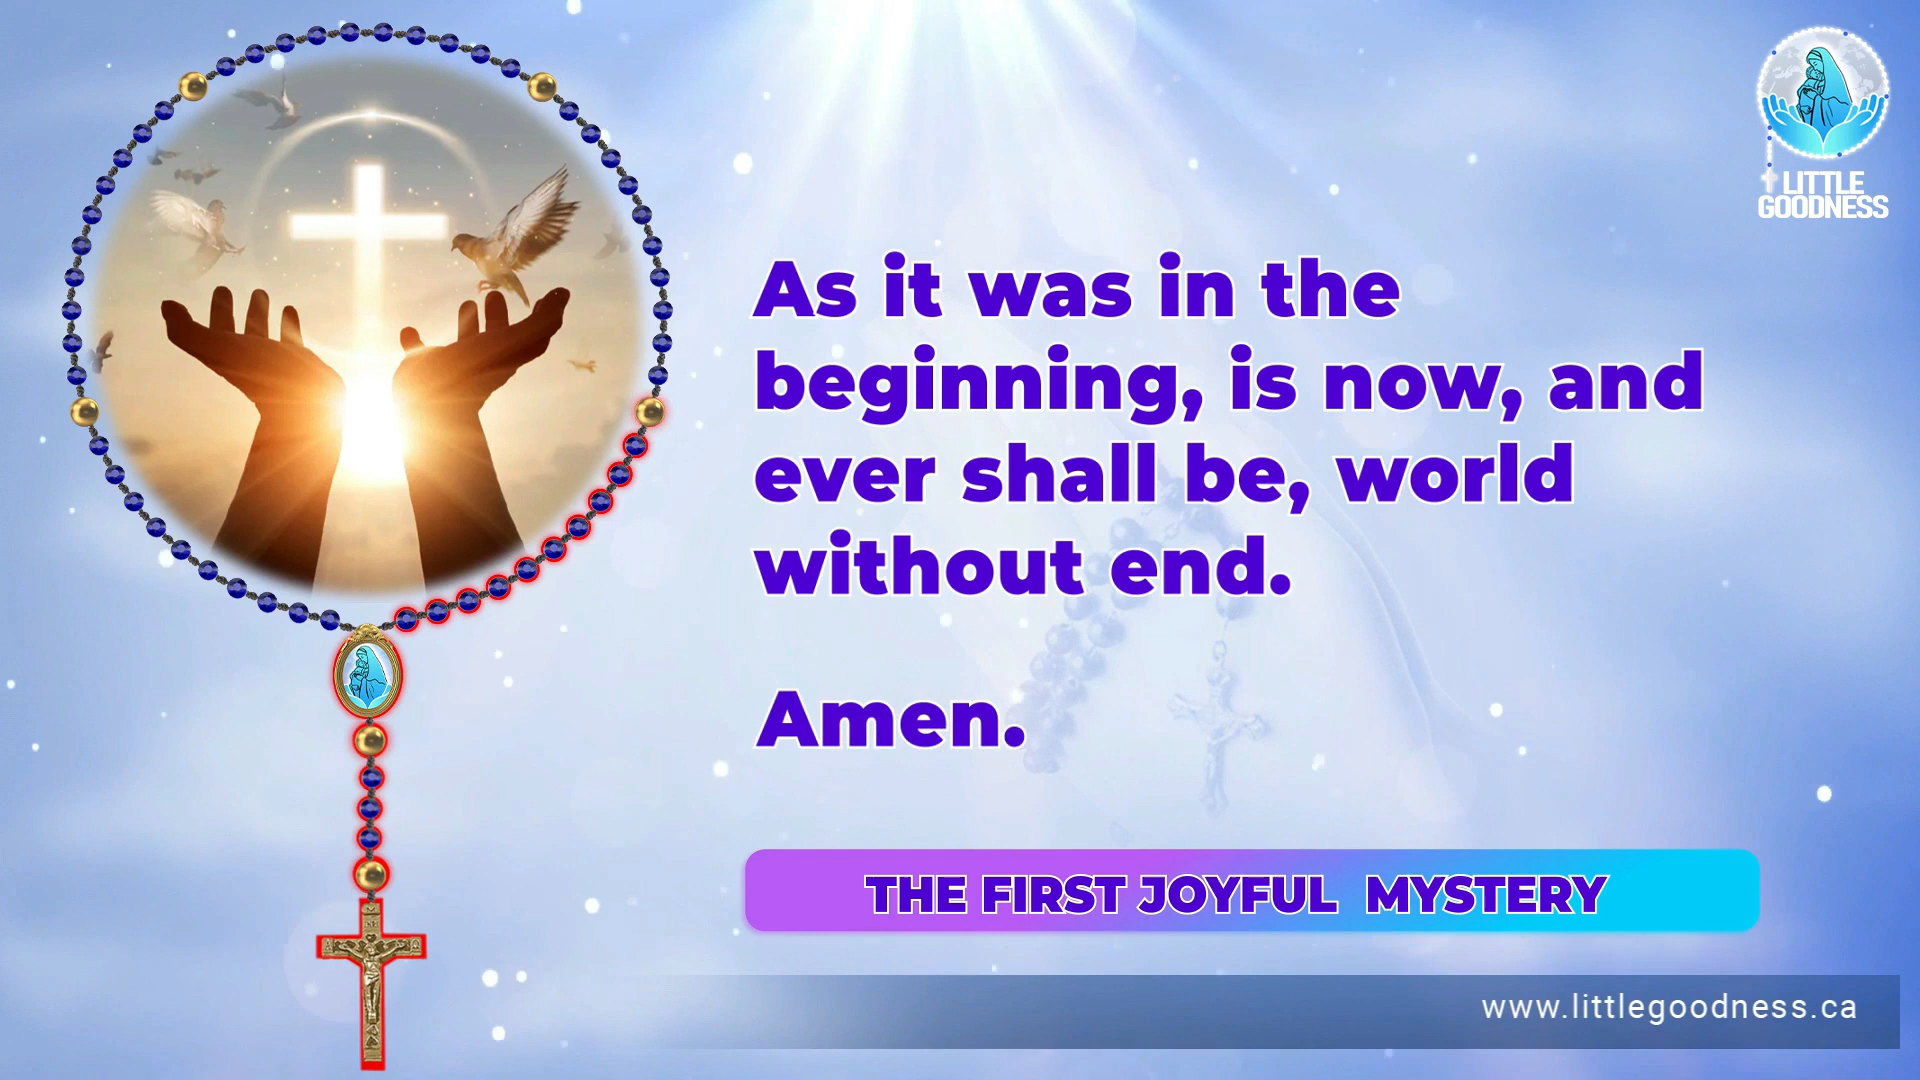 LITTLE
GOODNESS
As it was in the
beginning, is now, and
ever shall be, world
without end.
Amen.
THE FIRST JOYFUL MYSTERY
www.littlegoodness.ca